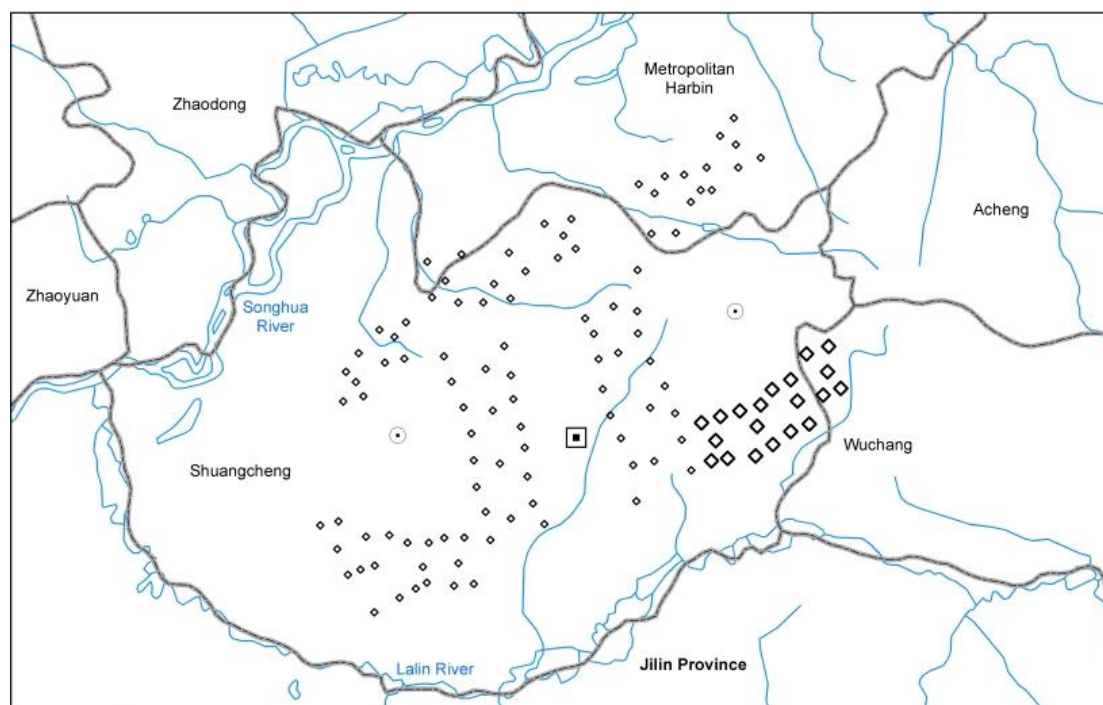 Metropolitan
Harbin
Zhaodong
Acheng
Zhaoyuan
Songhua
River
Wuchang
Shuangcheng
Lalin River
Jilin Province